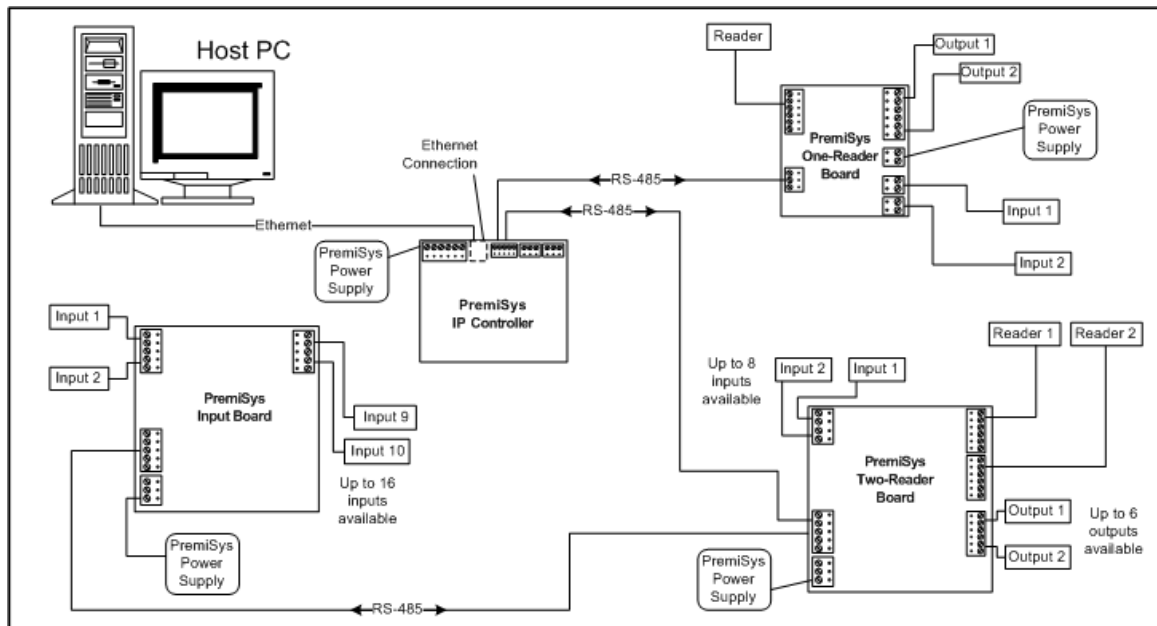 Host PC
Ethernet
Ethernet
Connection
PremiSys
Power
Supply
PremiSys
IP Controller
RS-485
RS-485
Reader
Output 1
Output 2
PremiSys
One-Reader
Board
PremiSys
Power
Supply
Input 1
Input 2
Input 1
Input 2
PremiSys
Input Board
Input 9
Input 10
Up to 16
inputs
available
PremiSys
Power
Supply
RS-485
Up to 8
inputs
available
Input 2
Input 1
Reader 1
Reader 2
PremiSys
Two-Reader
Board
Output 1
Output 2
Up to 6
outputs
available
PremiSys
Power
Supply